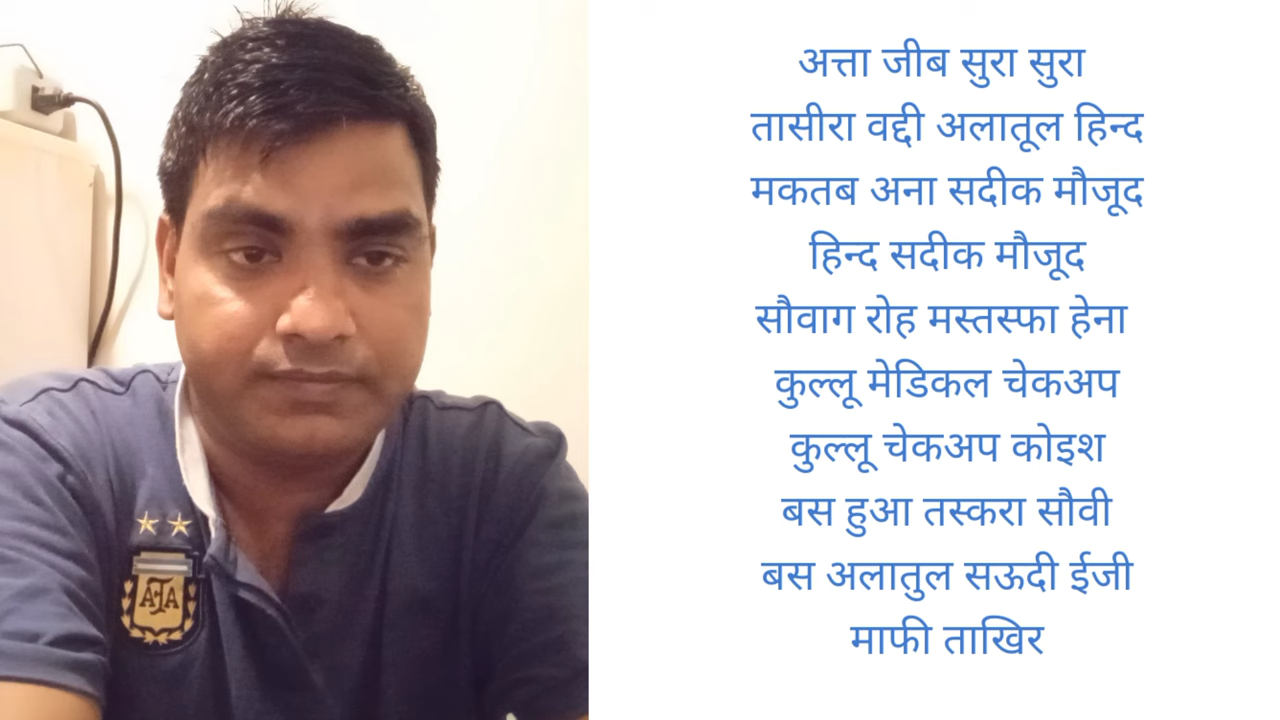 अत्ता जीब सुरा सुरा
तासीरा वद्दी अलातूल हिन्द
मकतब अना सदीक मौजूद
हिन्द सदीक मौजूद
सौवाग रोह मस्तस्फा हेना
कुल्लू मेडिकल चेकअप
कुल्लू चेकअप कोइश
बस हुआ तस्करा सौवी
बस अलातुल सऊदी ईजी
माफी ताखिर
AFA